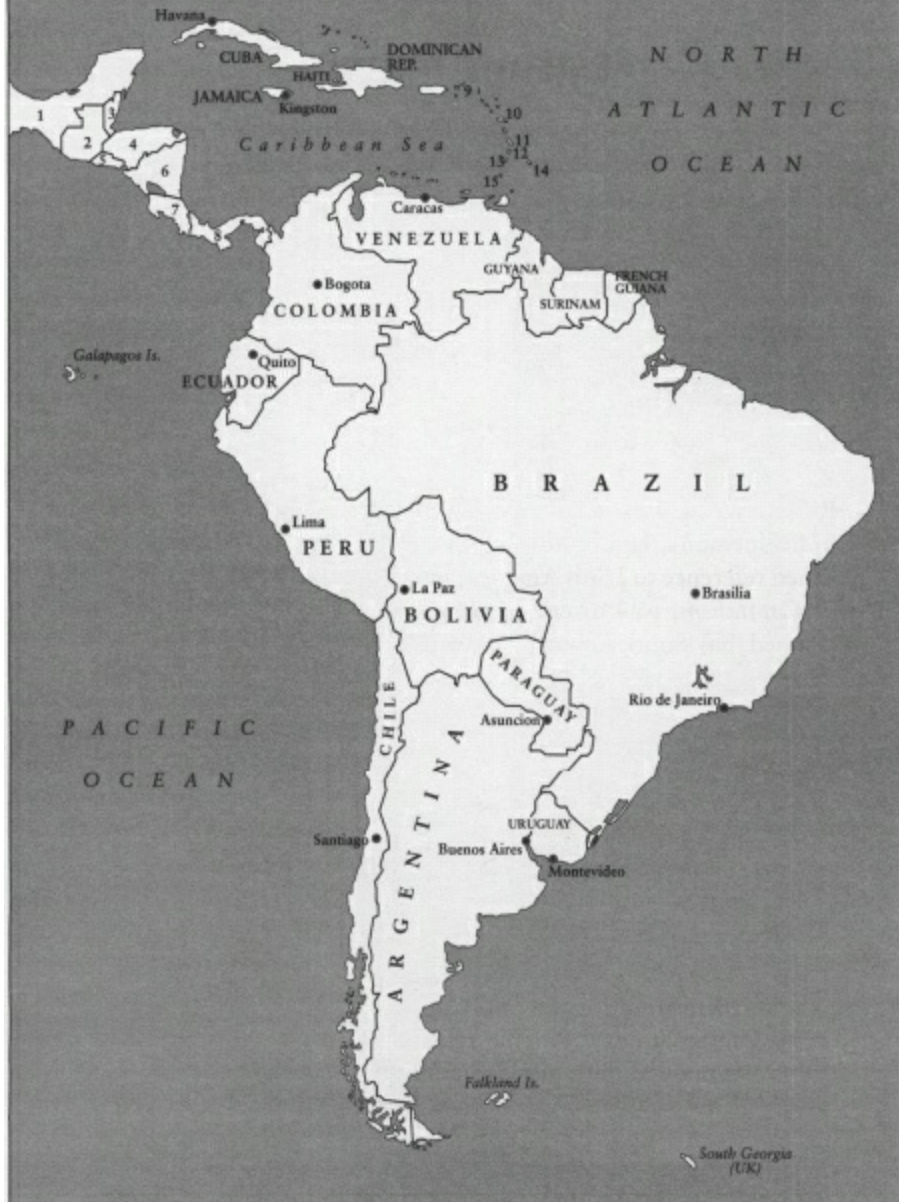 Havana
CUBA
DOMINICAN
REP.
HAITI
JAMAICA
Kingston
NORTH
ATLANTIC
OCEAN
Caribbean Sea
1
2
3
4
5
6
7
8
9
10
11
12
13
14
15
Caracas
VENEZUELA
GUYANA
SURINAM
FRENCH
GUIANA
Bogota
COLOMBIA
Galapagos Is.
Quito
ECUADOR
BRAZIL
Lima
PERU
La Paz
BOLIVIA
Brasilia
PARAGUAY
Rio de Janeiro
Asuncion
CHILE
PACIFIC
OCEAN
ARGENTINA
Santiago
URUGUAY
Buenos Aires
Montevideo
Falkland Is.
South Georgia
(UK)